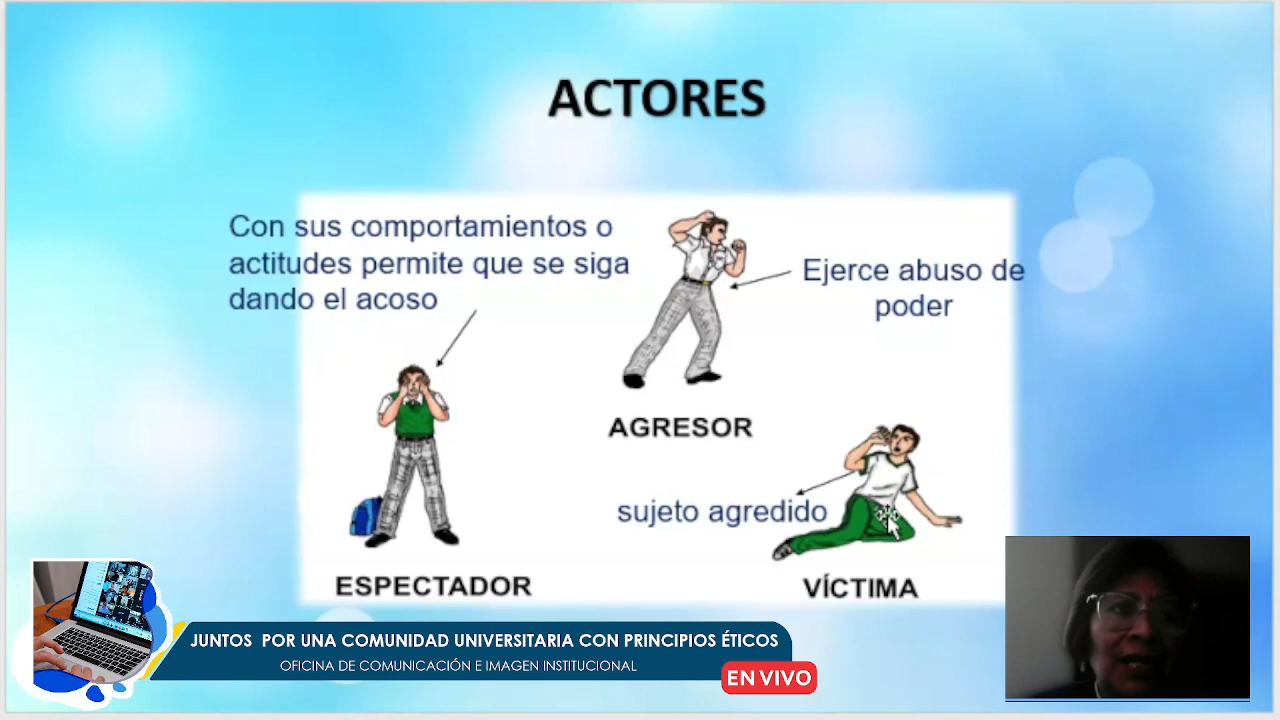 ACTORES
Con sus comportamientos o
actitudes permite que se siga
dando el acoso
Ejerce abuso de
poder
AGRESOR
sujeto agredido
ESPECTADOR
VÍCTIMA
JUNTOS POR UNA COMUNIDAD UNIVERSITARIA CON PRINCIPIOS ÉTICOS
OFICINA DE COMUNICACIÓN E IMAGEN INSTITUCIONAL
EN VIVO